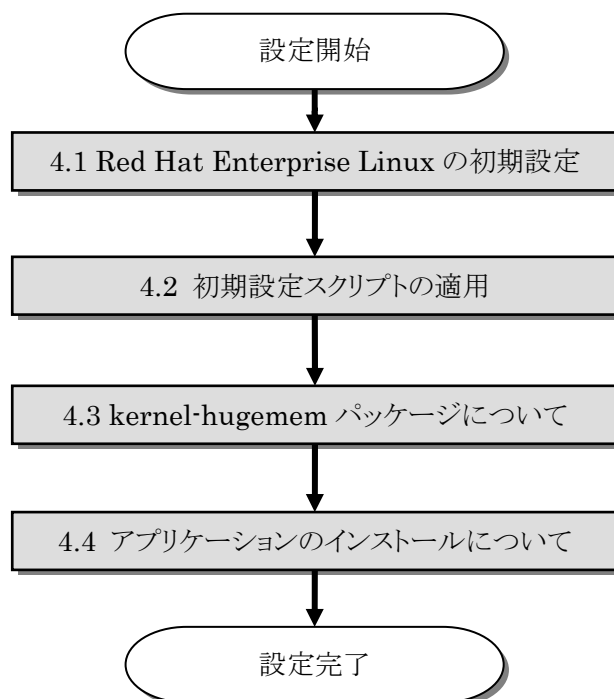 設定開始
4.1 Red Hat Enterprise Linux の初期設定
4.2 初期設定スクリプトの適用
4.3 kernel-hugemem パッケージについて
4.4 アプリケーションのインストールについて
設定完了